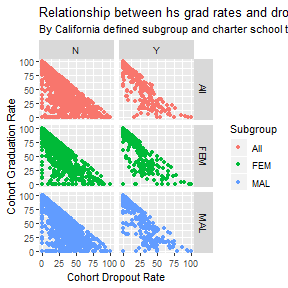 Relationship between hs grad rates and dro
By California defined subgroup and charter school t
N Y
100
75
50
25
0
All
100
75
50
25
0
FEM
100
75
50
25
0
MAL
0 25 50 75 100 0 25 50 75 100
Cohort Dropout Rate
Cohort Graduation Rate
Subgroup
All
FEM
MAL